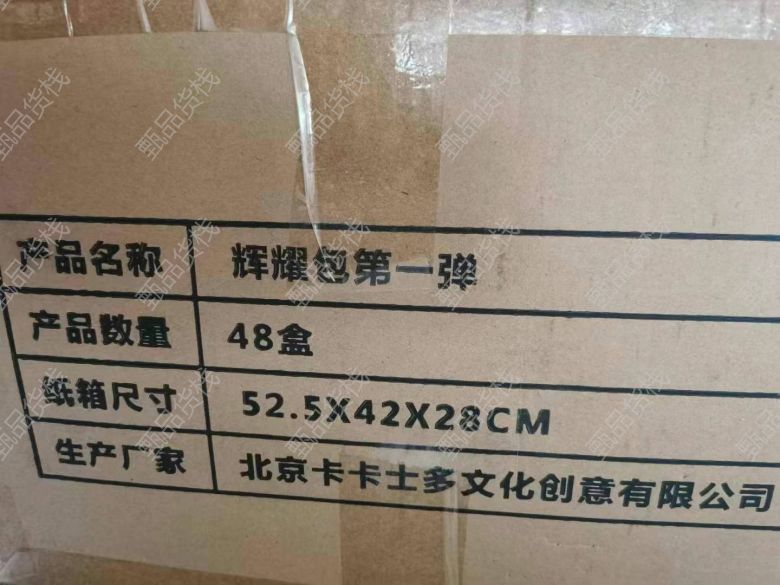 产品名称 辉耀包第一弹
产品数量 48盒
纸箱尺寸 52.5X42X28CM
生产厂家 北京卡卡士多文化创意有限公司
甄品货栈